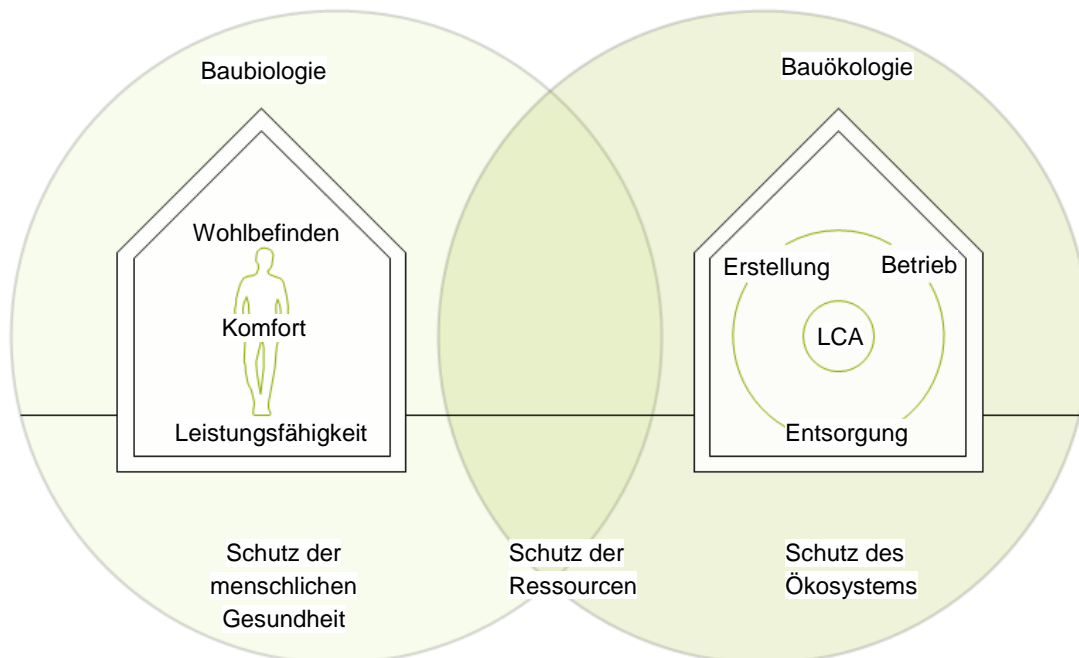 Baubiologie
Bauökologie
Wohlbefinden
Komfort
Leistungsfähigkeit
Erstellung
Betrieb
LCA
Entsorgung
Schutz der
menschlichen
Gesundheit
Schutz der
Ressourcen
Schutz des
Ökosystems